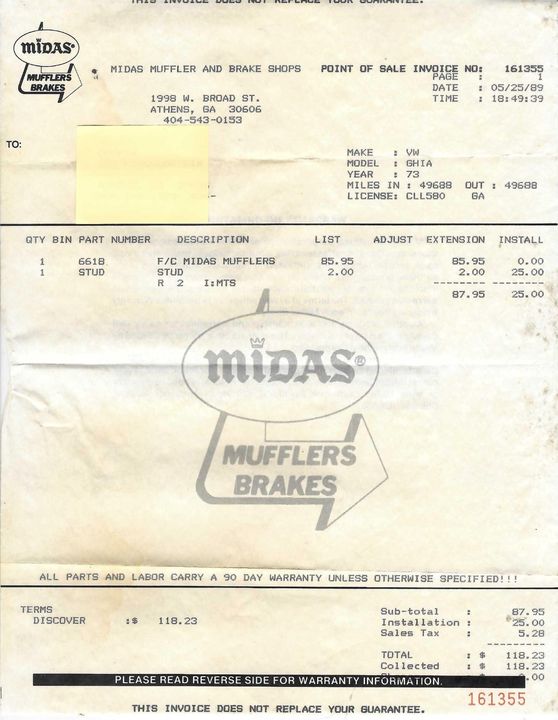 THIS INVOICE DOES NOT REPLACE YOUR GUARANTEE.
MIDAS®
MUFFLERS
BRAKES
MIDAS MUFFLER AND BRAKE SHOPS POINT OF SALE INVOICE NO: 161355
PAGE : 1
1998 W. BROAD ST. DATE : 05/25/89
ATHENS, GA 30606 TIME : 18:49:39
404-543-0153
TO:
MAKE : VW
MODEL : GHIA
YEAR : 73
MILES IN : 49688 OUT : 49688
LICENSE: CLL580 GA
QTY BIN PART NUMBER DESCRIPTION LIST ADJUST EXTENSION INSTALL
1 6618 F/C MIDAS MUFFLERS 85.95 85.95 0.00
1 STUD STUD 2.00 2.00 25.00
R 2 I:MTS --------- -------
87.95 25.00
MIDAS®
MUFFLERS
BRAKES
ALL PARTS AND LABOR CARRY A 90 DAY WARRANTY UNLESS OTHERWISE SPECIFIED!!!
TERMS Sub-total : 87.95
DISCOVER :$ 118.23 Installation : 25.00
Sales Tax : 5.28
---------
TOTAL : $ 118.23
Collected : $ 118.23
: $ 0.00
PLEASE READ REVERSE SIDE FOR WARRANTY INFORMATION.
161355
THIS INVOICE DOES NOT REPLACE YOUR GUARANTEE.